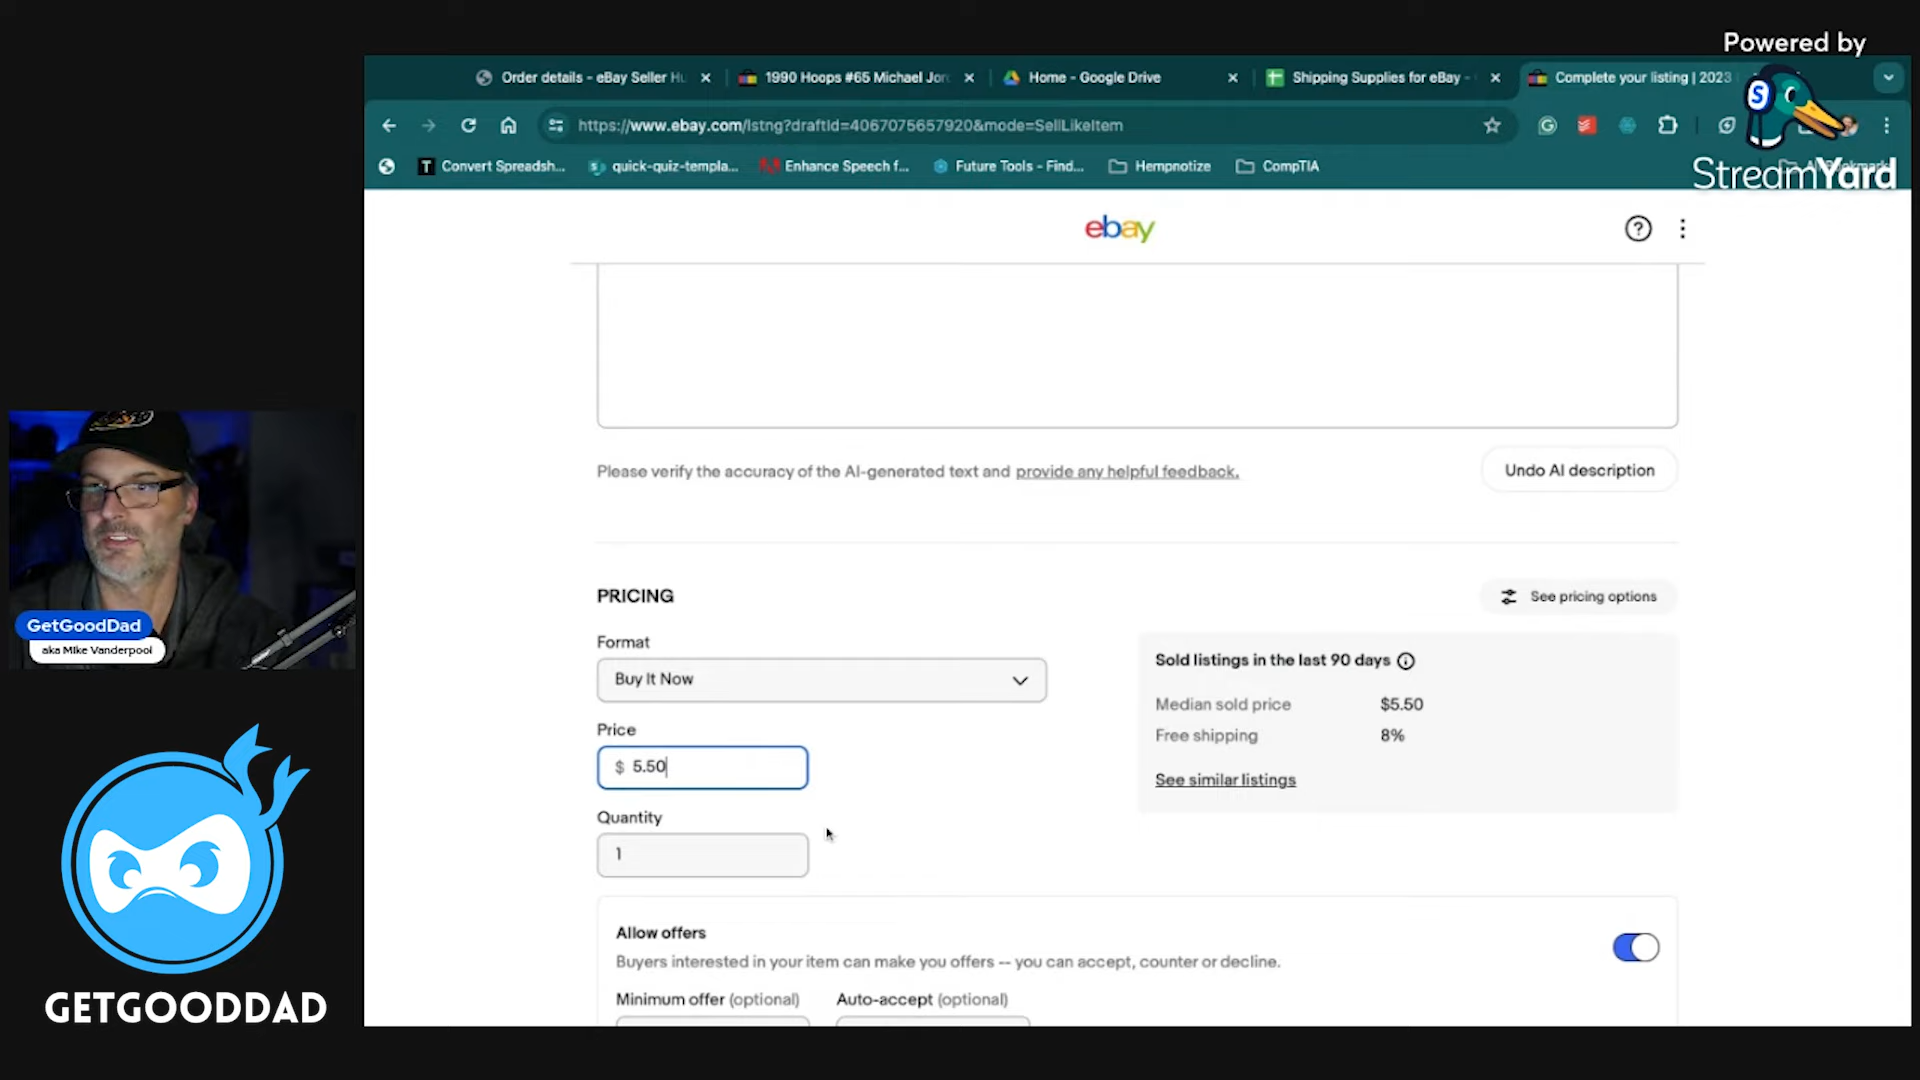 Powered by
StreamYard
Order details - eBay Seller Hu
1990 Hoops #65 Michael Jor
Home - Google Drive
Shipping Supplies for eBay -
Complete your listing | 2023
https://www.ebay.com/lstng?draftId=4067075657920&mode=SellLikeItem
Convert Spreadsh...
quick-quiz-templa...
Enhance Speech f...
Future Tools - Find...
Hempnotize
CompTIA
ebay
Please verify the accuracy of the AI-generated text and provide any helpful feedback.
Undo AI description
PRICING
See pricing options
Format
Buy It Now
Price
$ 5.50
Quantity
1
Sold listings in the last 90 days
Median sold price $5.50
Free shipping 8%
See similar listings
Allow offers
Buyers interested in your item can make you offers -- you can accept, counter or decline.
Minimum offer (optional)
Auto-accept (optional)
GetGoodDad
aka Mike Vanderpool
GETGOODDAD